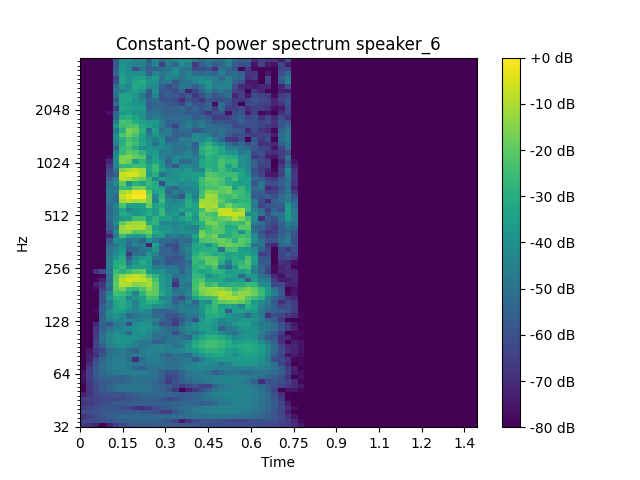 Constant-Q power spectrum speaker_6
Hz
2048
1024
512
256
128
64
32
0 0.15 0.3 0.45 0.6 0.75 0.9 1.1 1.2 1.4
Time
+0 dB
-10 dB
-20 dB
-30 dB
-40 dB
-50 dB
-60 dB
-70 dB
-80 dB